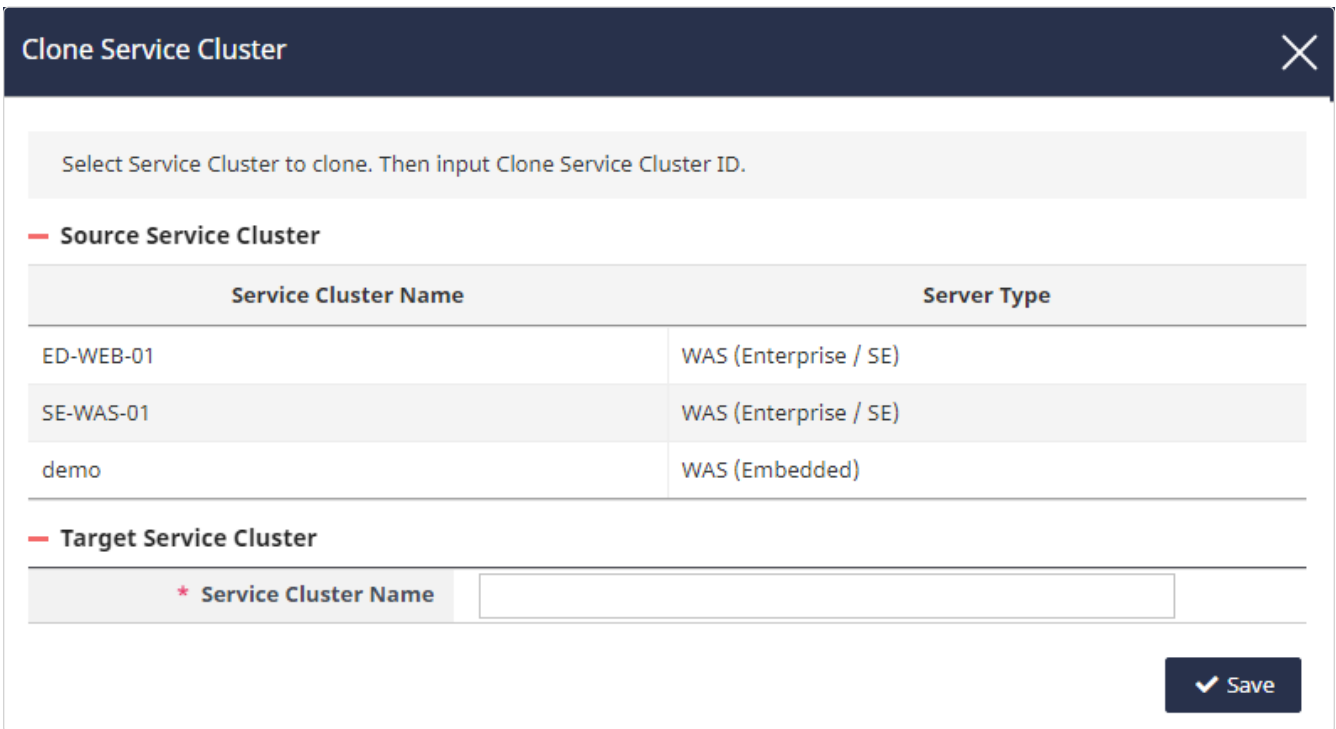 Clone Service Cluster
Select Service Cluster to clone. Then input Clone Service Cluster ID.
Source Service Cluster
Service Cluster Name Server Type
ED-WEB-01 WAS (Enterprise / SE)
SE-WAS-01 WAS (Enterprise / SE)
demo WAS (Embedded)
Target Service Cluster
* Service Cluster Name
Save